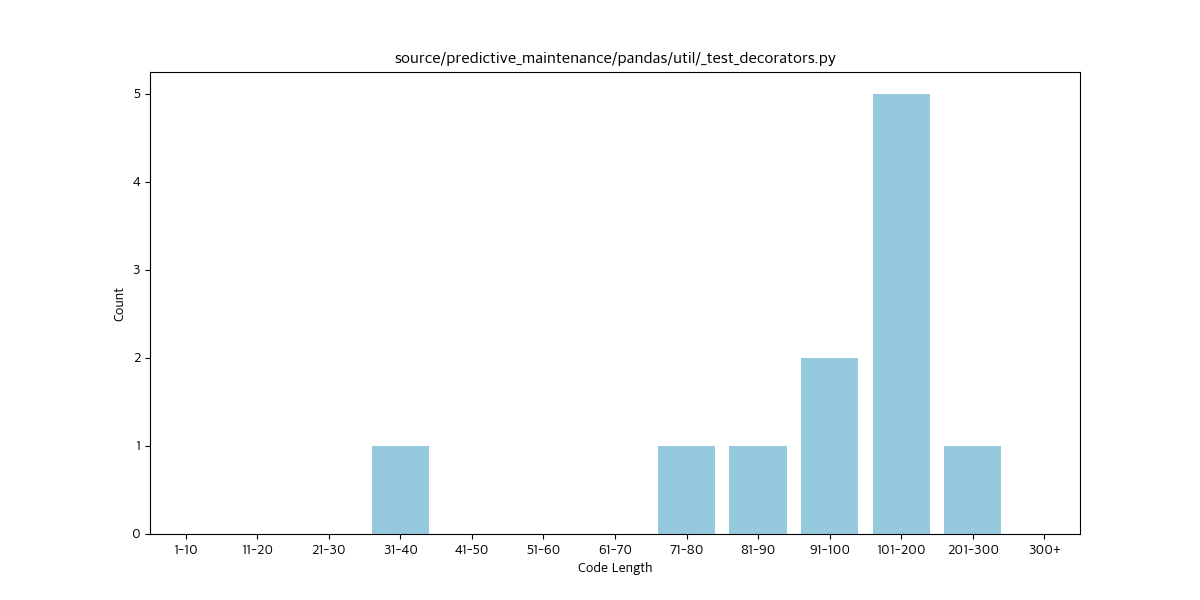 source/predictive_maintenance/pandas/util/_test_decorators.py
5
4
3
2
1
0
Count
1-10 11-20 21-30 31-40 41-50 51-60 61-70 71-80 81-90 91-100 101-200 201-300 300+
Code Length